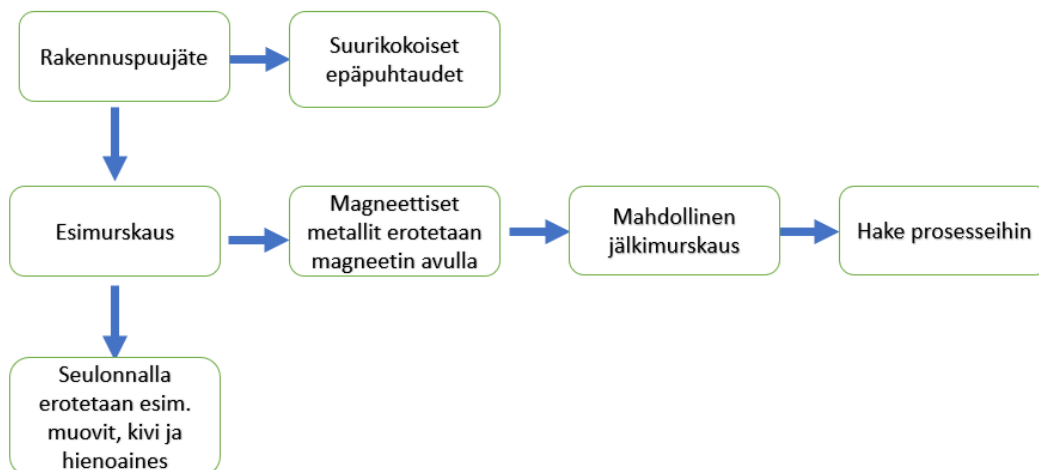 Rakennuspuujäte
Suurikokoiset
epäpuhtaudet
Esimurskaus
Magneettiset
metallit erotetaan
magneetin avulla
Mahdollinen
jälkimurskaus
Hake prosesseihin
Seulonnalla
erotetaan esim.
muovit, kivi ja
hienoaines